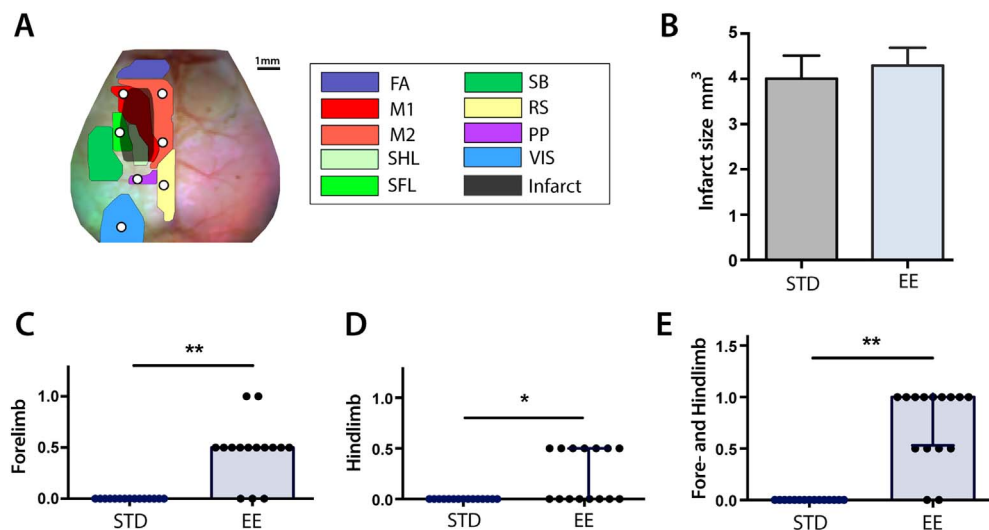 A
1mm
FA
M1
M2
SHL
SFL
SB
RS
PP
VIS
Infarct
B
Infarct size mm³
5
4
3
2
1
0
STD
EE
C
**
Forelimb
1.0
0.5
0.0
STD
EE
D
*
Hindlimb
1.0
0.5
0.0
STD
EE
E
**
Fore- and Hindlimb
1.5
1.0
0.5
0.0
STD
EE